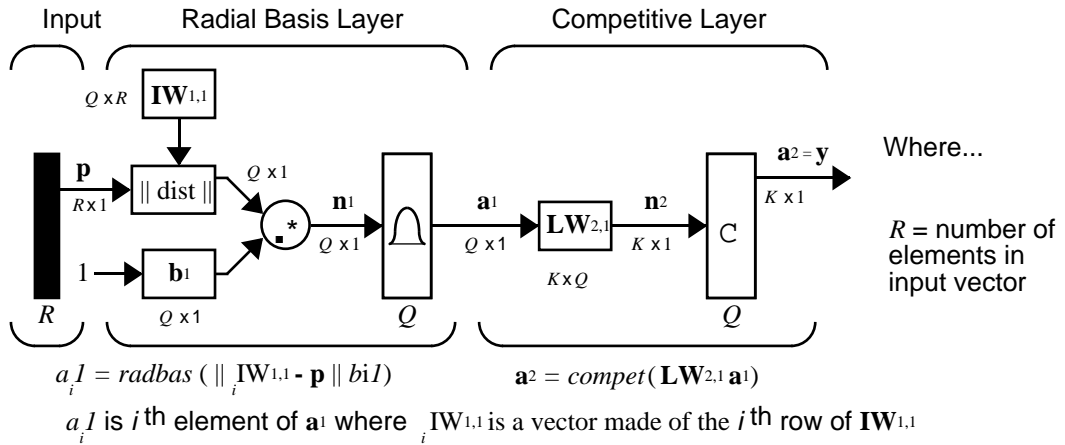 Input Radial Basis Layer Competitive Layer
Q x R
IW1,1
p
R x 1
|| dist ||
Q x 1
.*
n1
Q x 1
a1
Q x 1
LW2,1
K x Q
n2
K x 1
C
a2 = y
K x 1
Where...
R = number of
elements in
input vector
1
b1
Q x 1
R
Q
Q
ai1 = radbas ( || iIW1,1 - p || bi1)
a2 = compet( LW2,1 a1)
ai1 is i th element of a1 where iIW1,1 is a vector made of the i th row of IW1,1